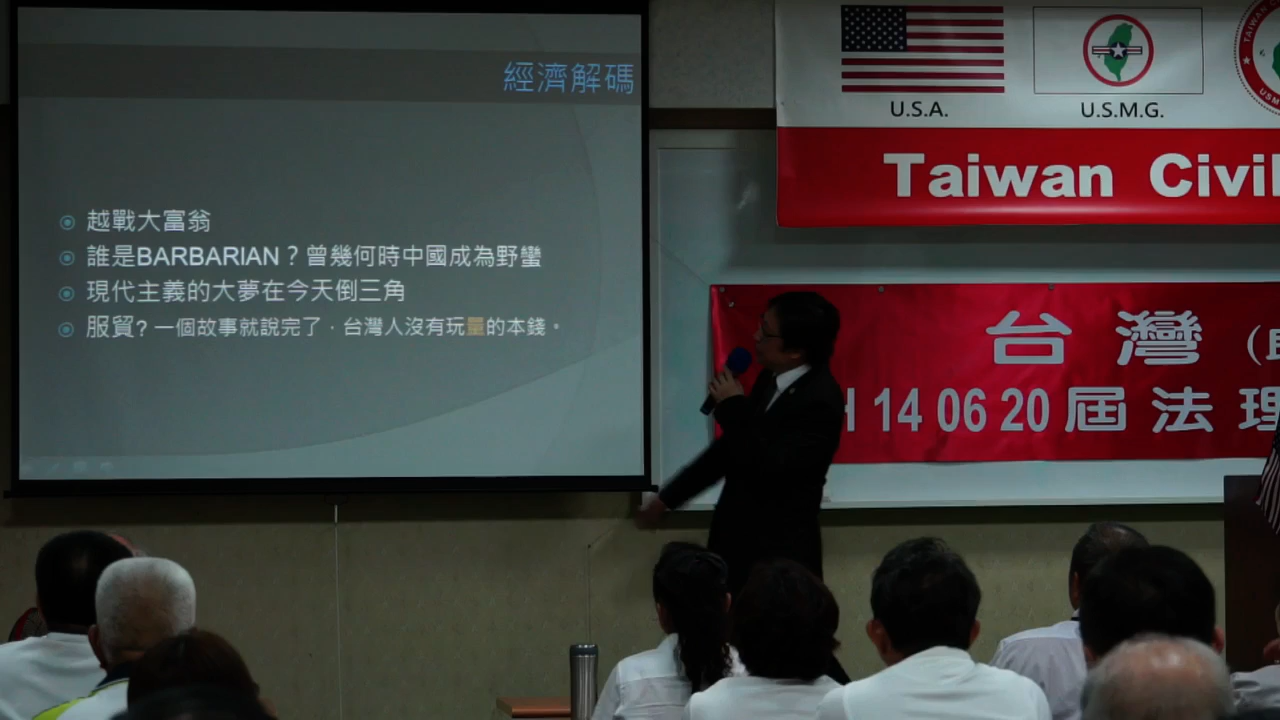 經濟解碼
越戰大富翁
誰是BARBARIAN？曾幾何時中國成為野蠻
現代主義的大夢在今天倒三角
服貿? 一個故事就說完了，台灣人沒有玩量的本錢。
U.S.A.
U.S.M.G.
Taiwan Civil
台灣
14 06 20 屆法理